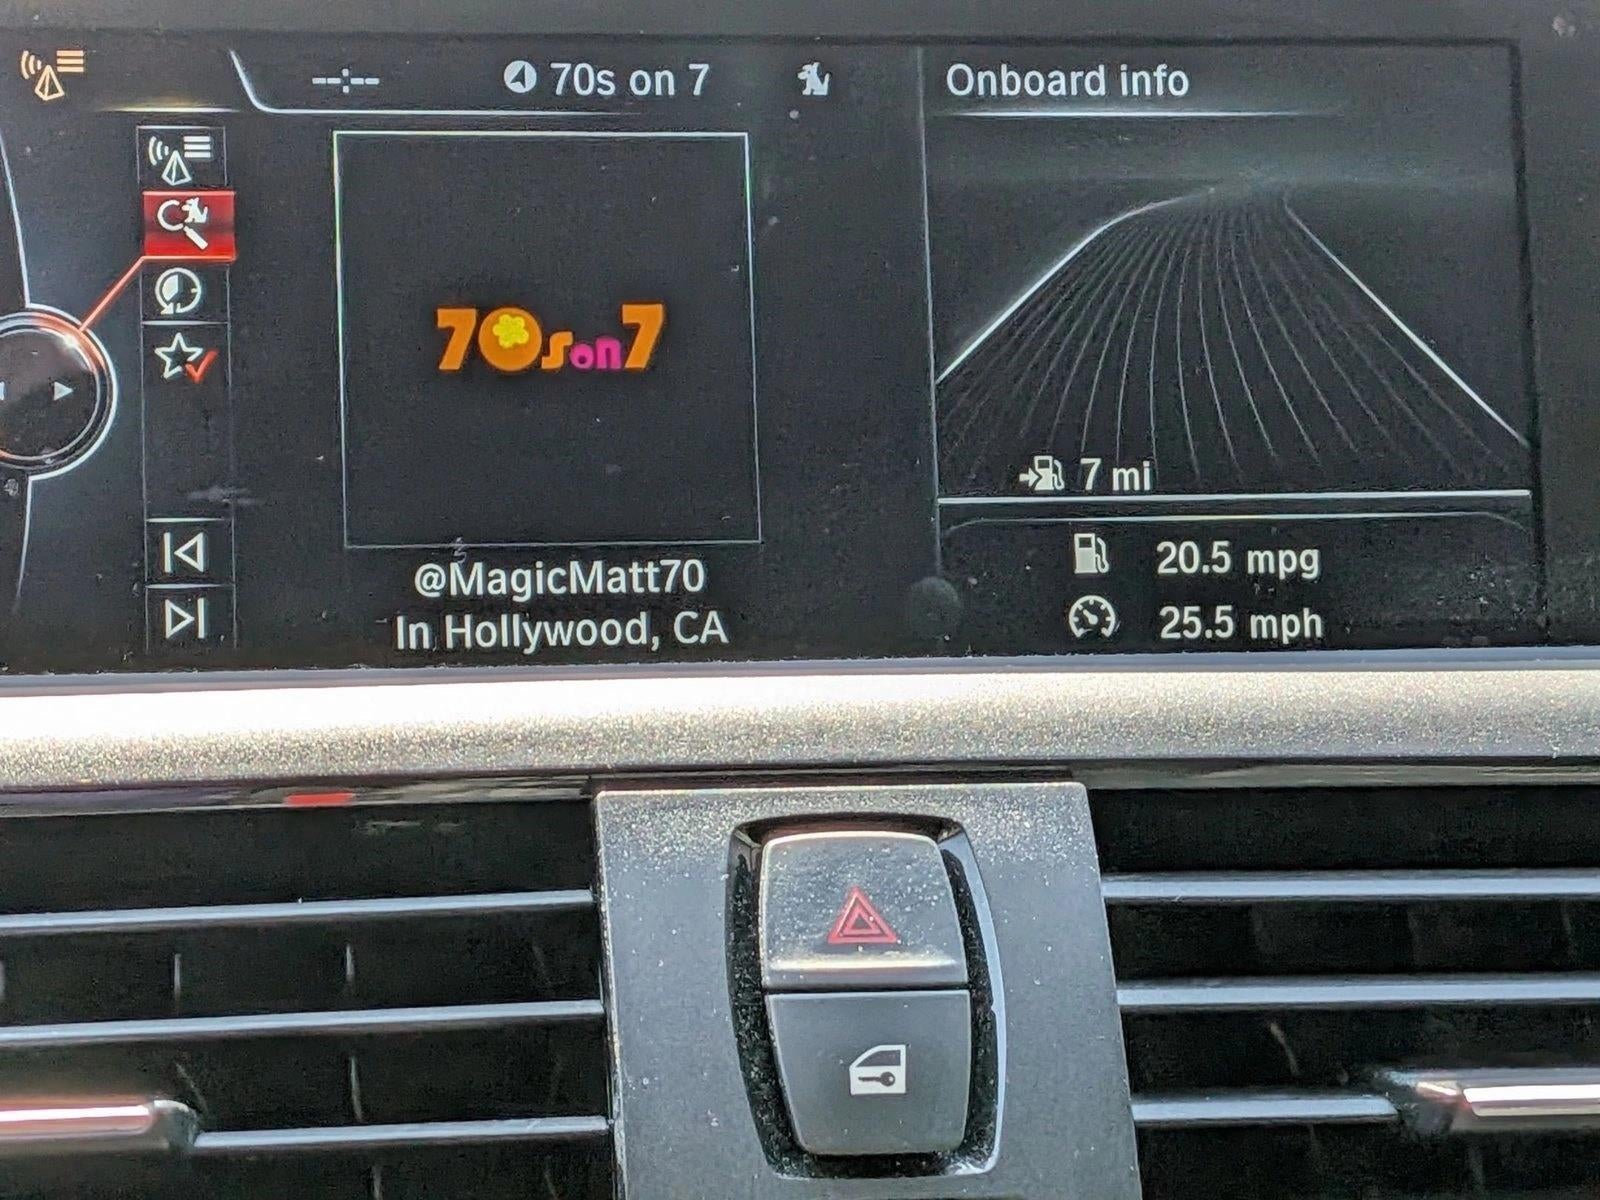 --:--
70s on 7
Onboard info
70s on 7
7 mi
@MagicMatt70
In Hollywood, CA
20.5 mpg
25.5 mph